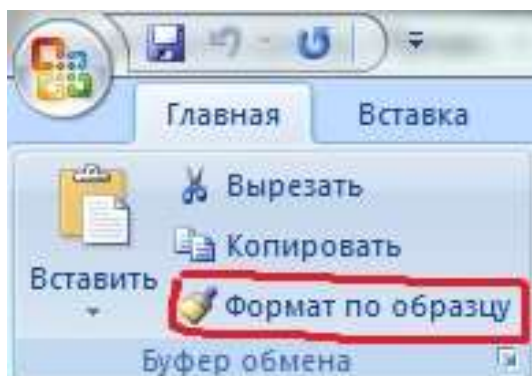 Главная Вставка
Вырезать
Копировать
Вставить
Формат по образцу
Буфер обмена